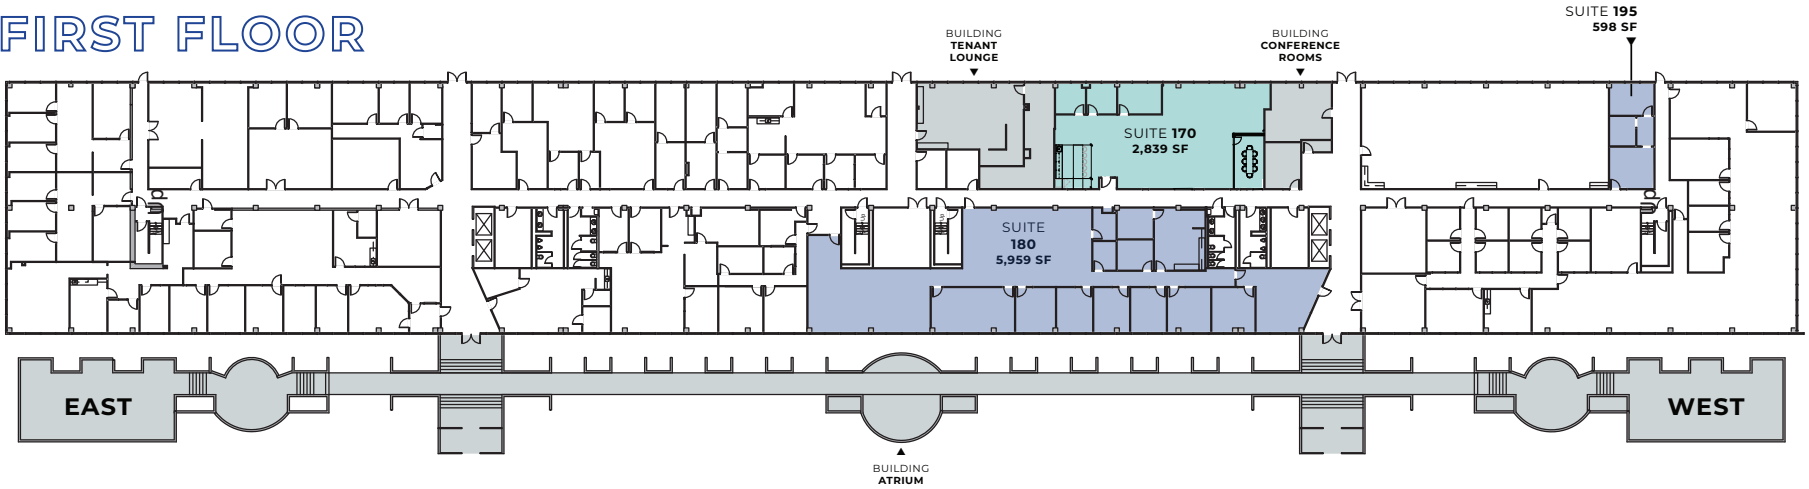 FIRST FLOOR
BUILDING
TENANT
LOUNGE
BUILDING
CONFERENCE
ROOMS
SUITE 195
598 SF
SUITE 170
2,839 SF
SUITE
180
5,959 SF
EAST
WEST
BUILDING
ATRIUM